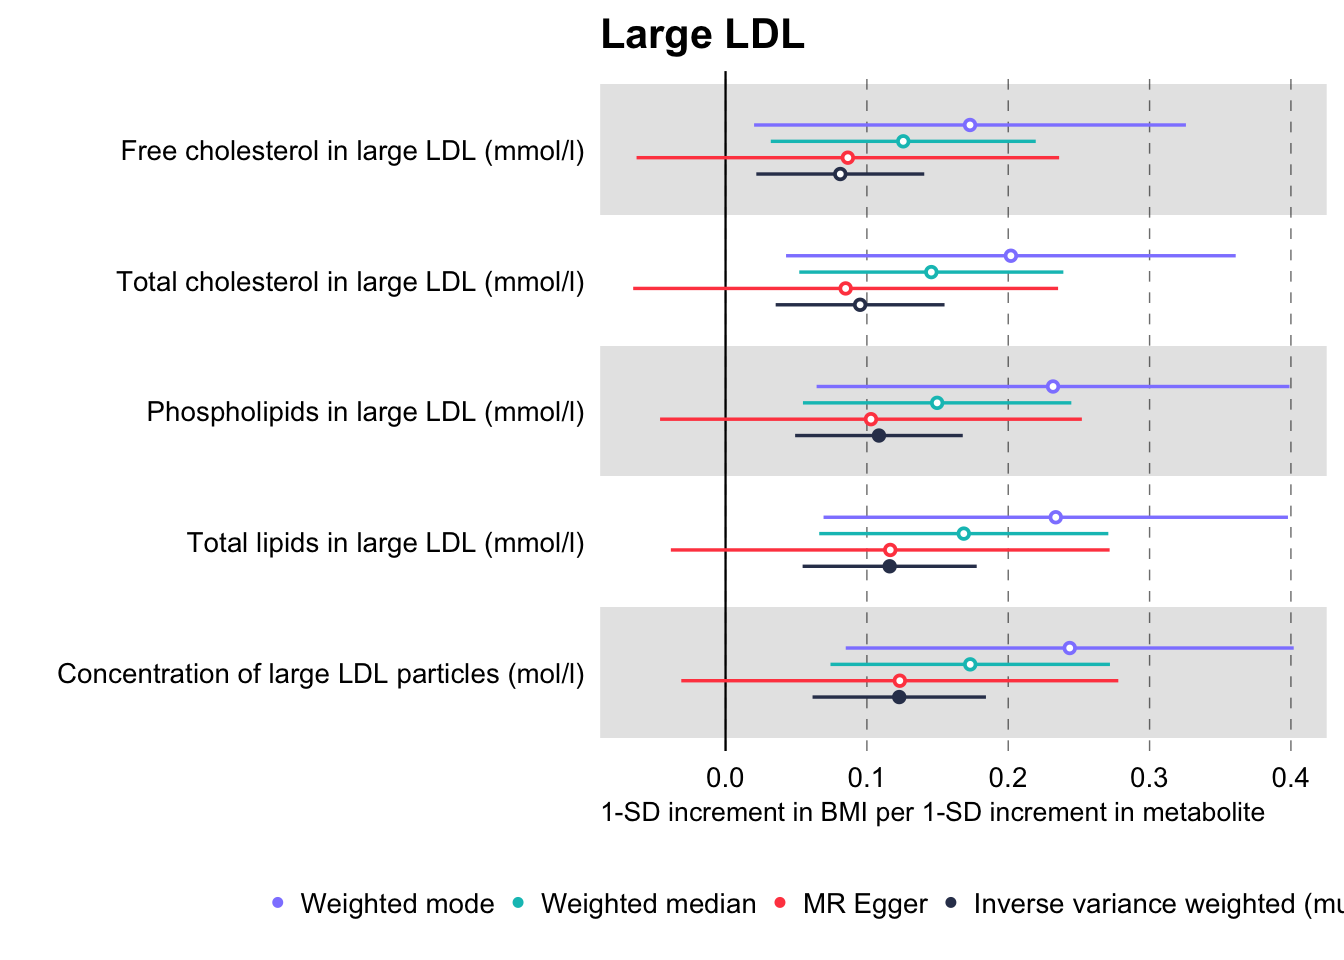 Large LDL
Free cholesterol in large LDL (mmol/l)
Total cholesterol in large LDL (mmol/l)
Phospholipids in large LDL (mmol/l)
Total lipids in large LDL (mmol/l)
Concentration of large LDL particles (mol/l)
0.0 0.1 0.2 0.3 0.4
1-SD increment in BMI per 1-SD increment in metabolite
Weighted mode Weighted median MR Egger Inverse variance weighted